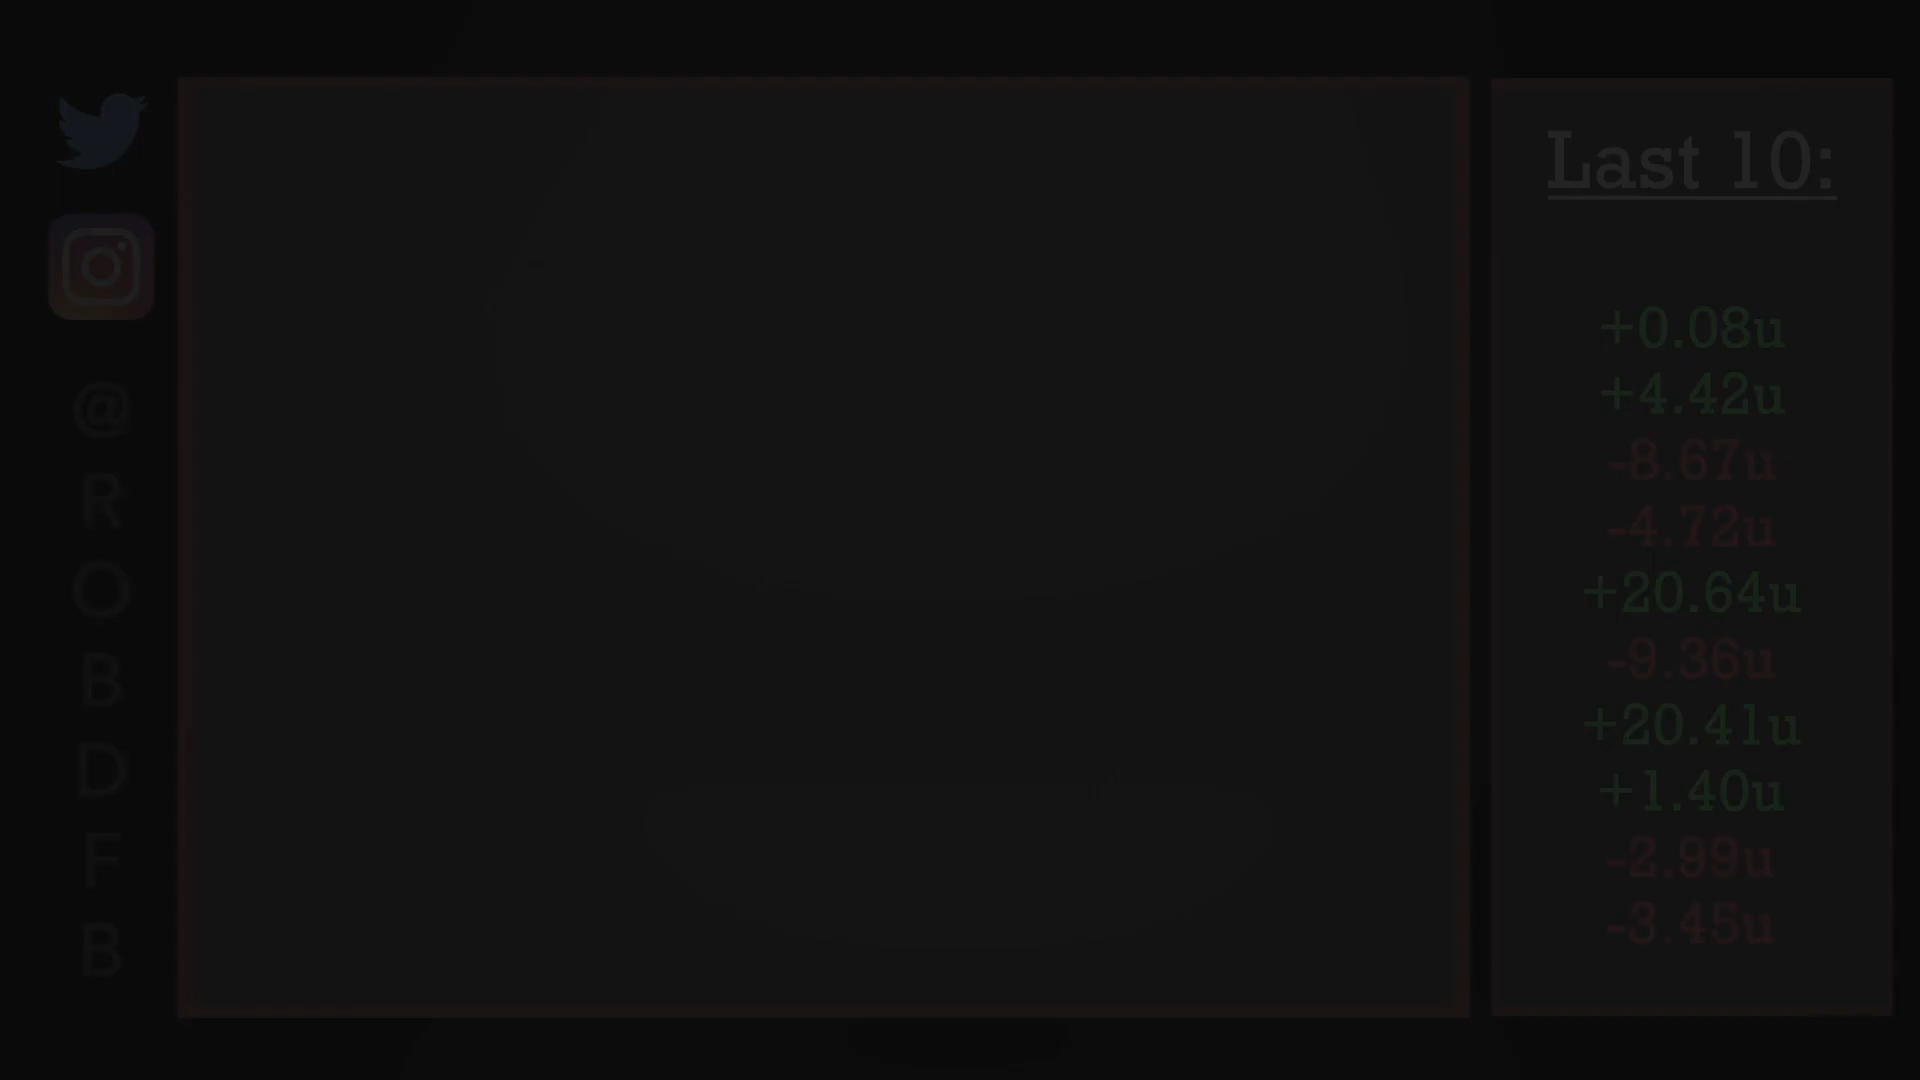 @
R
O
B
D
F
B
Last 10:
+0.08u
+4.42u
-8.67u
-4.72u
+20.64u
-9.36u
+20.41u
+1.40u
-2.99u
-3.45u